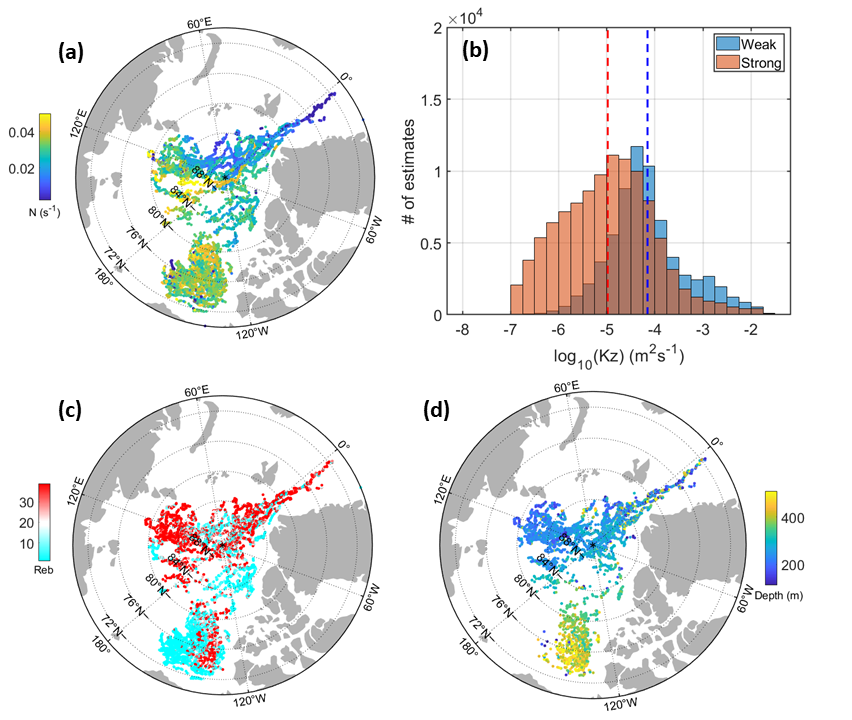 (a)
60°E
0°
120°E
88°N
84°N
80°N
76°N
72°N
180°
60°W
120°W
0.04
0.02
N (s⁻¹)
(b)
2 ×10⁴
1.5
1
0.5
0
# of estimates
Weak
Strong
-8 -7 -6 -5 -4 -3 -2
log₁₀(Kz) (m²s⁻¹)
(c)
60°E
0°
120°E
88°N
84°N
80°N
76°N
72°N
180°
60°W
120°W
30
20
10
Reb
(d)
60°E
0°
120°E
88°N
84°N
80°N
76°N
72°N
180°
60°W
120°W
400
200
Depth (m)